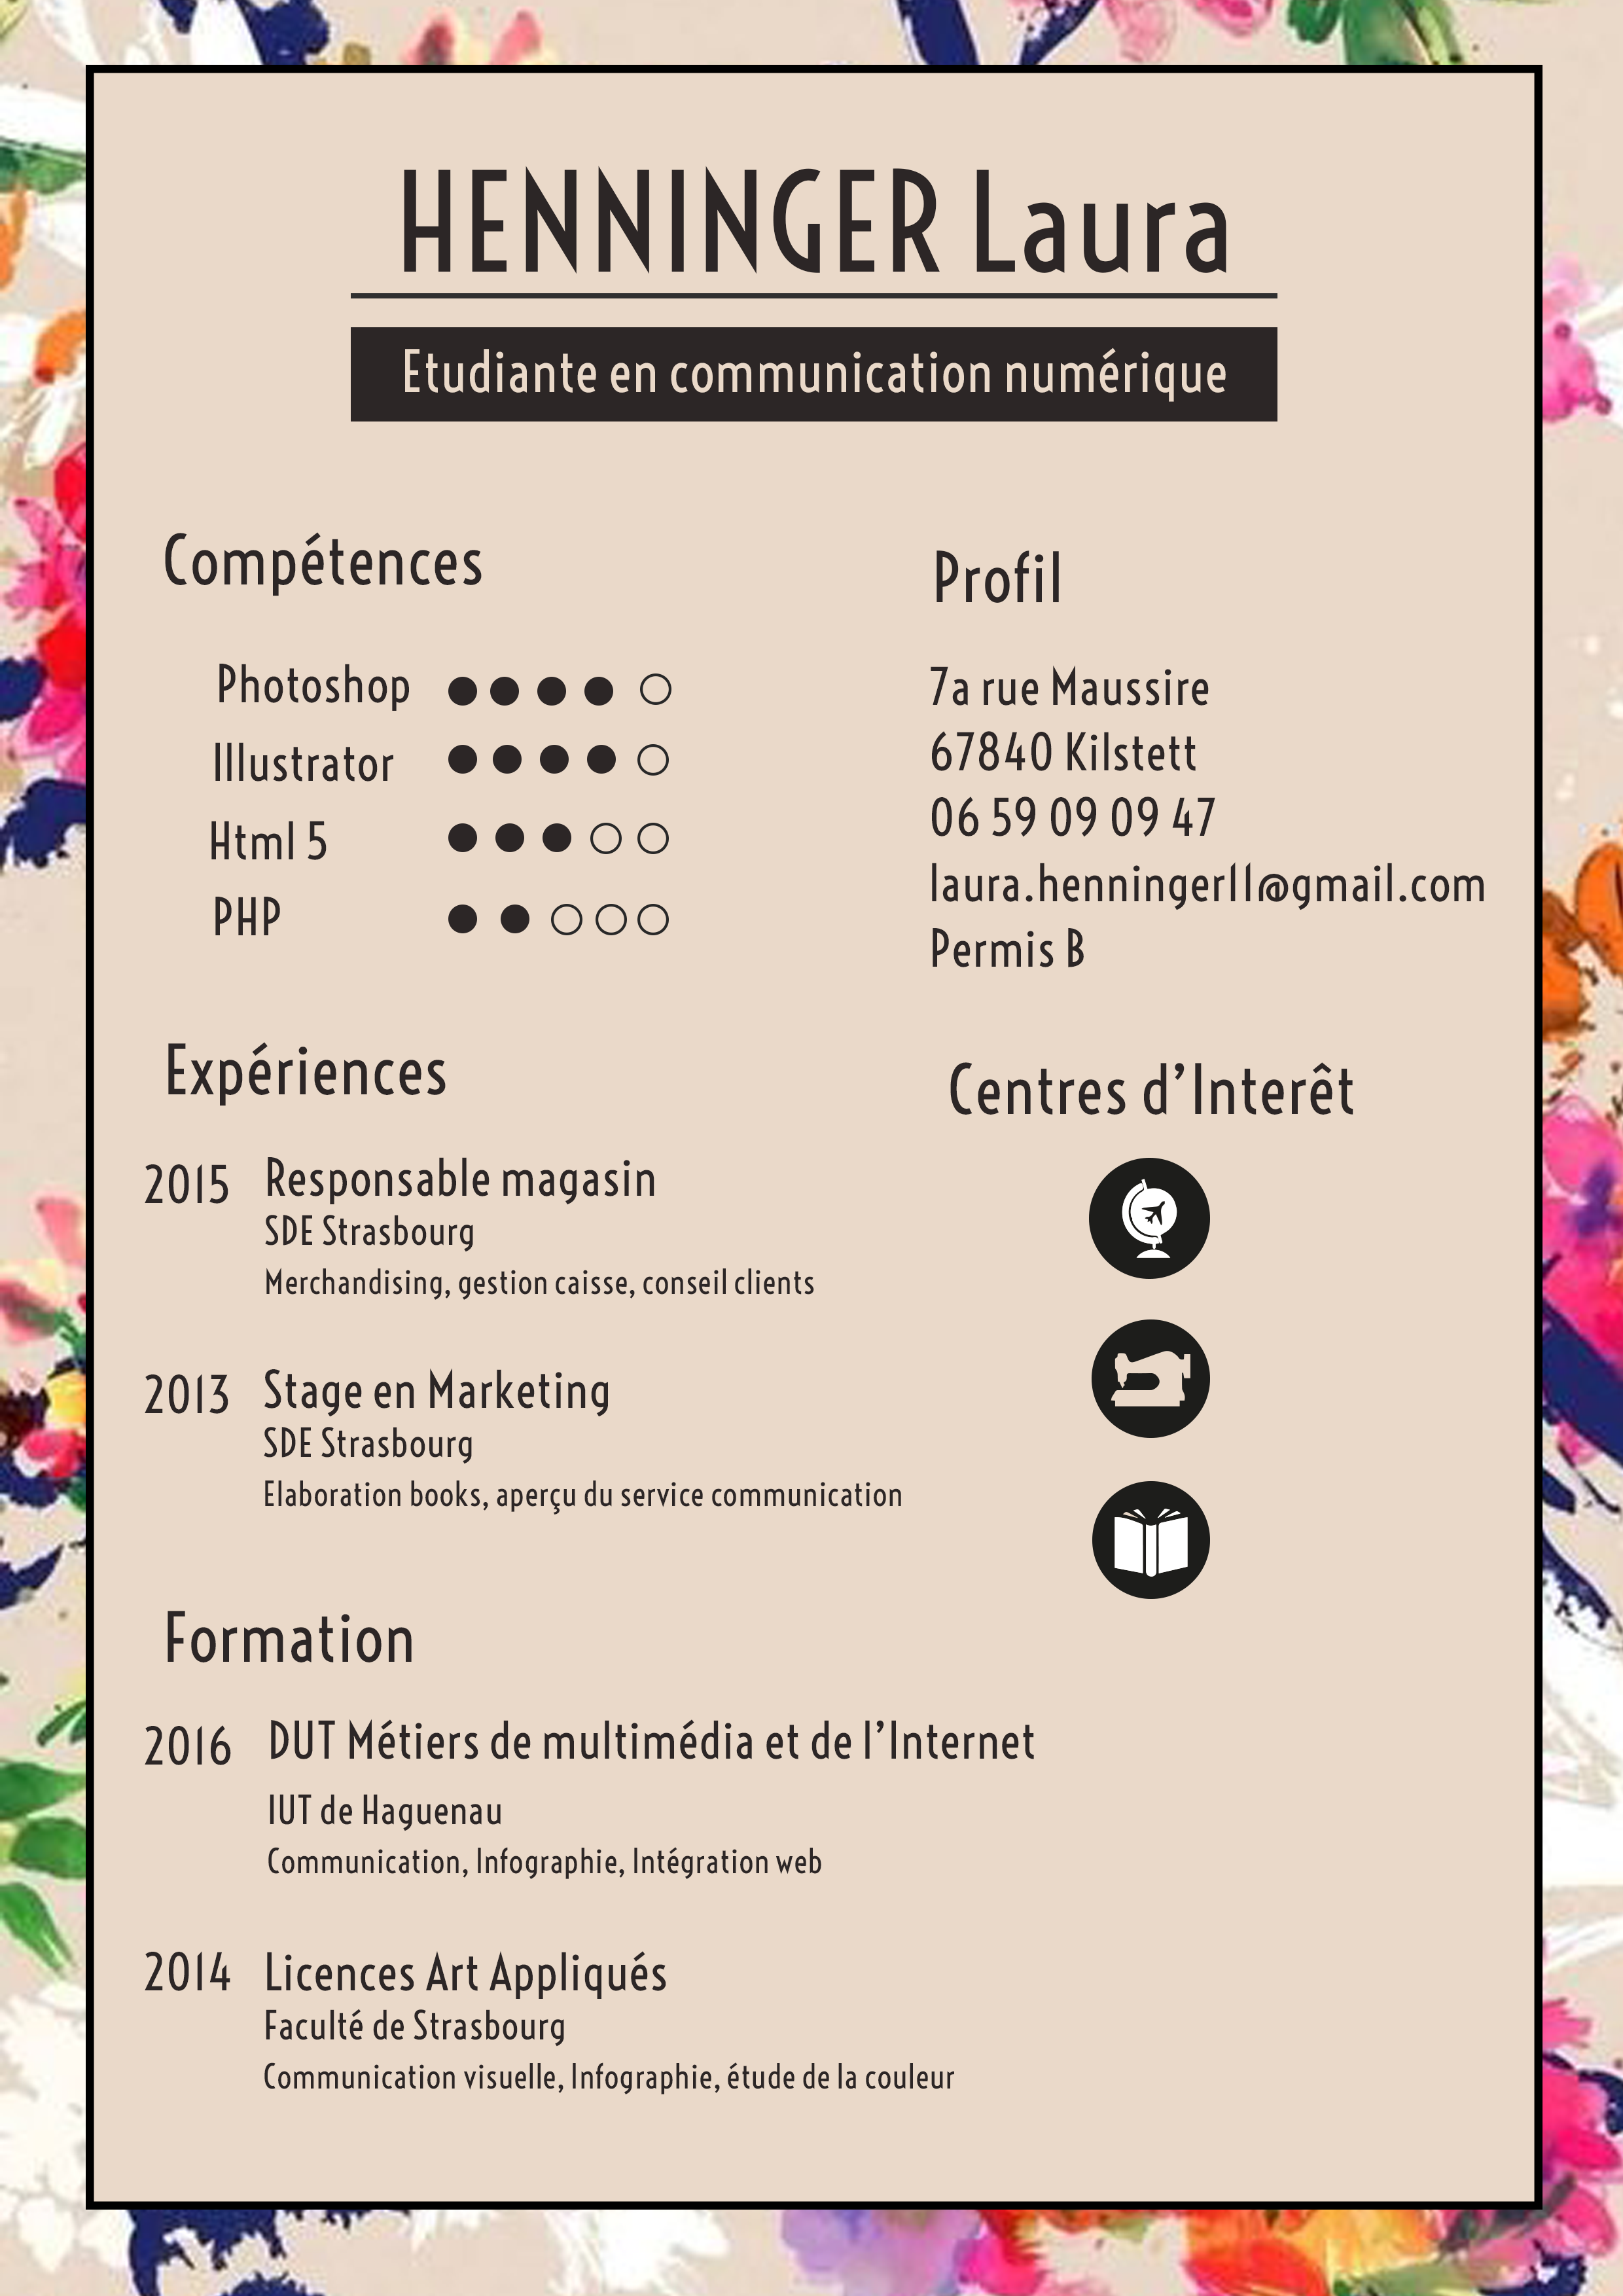 HENNINGER Laura
Etudiante en communication numérique
Compétences
Photoshop
Illustrator
Html 5
PHP
Profil
7a rue Maussire
67840 Kilstett
06 59 09 09 47
laura.henninger11@gmail.com
Permis B
Expériences
2015 Responsable magasin
SDE Strasbourg
Merchandising, gestion caisse, conseil clients
2013 Stage en Marketing
SDE Strasbourg
Elaboration books, aperçu du service communication
Centres d’Interêt
Formation
2016 DUT Métiers de multimédia et de l’Internet
IUT de Haguenau
Communication, Infographie, Intégration web
2014 Licences Art Appliqués
Faculté de Strasbourg
Communication visuelle, Infographie, étude de la couleur